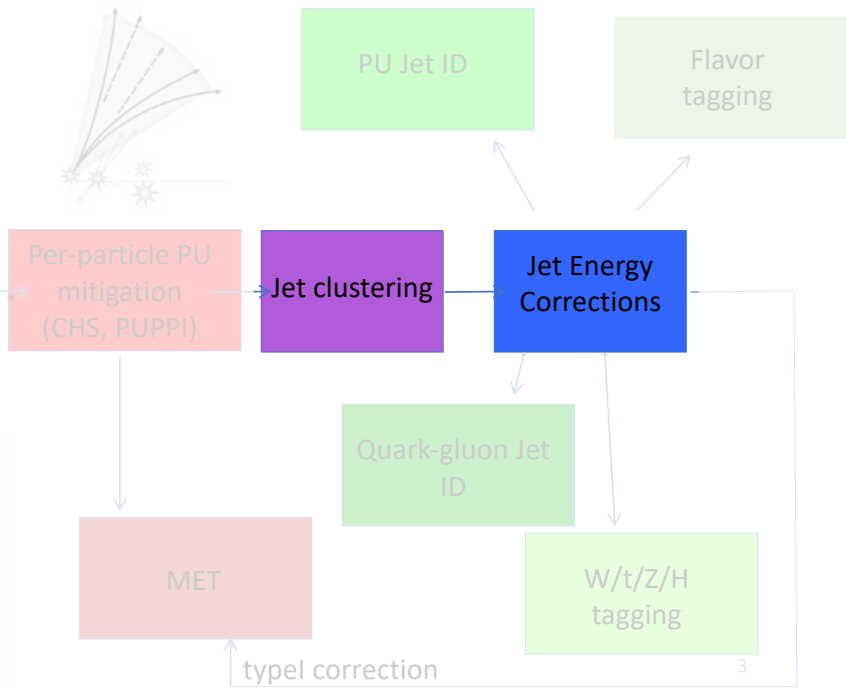 PU Jet ID
Flavor
tagging
Per-particle PU
mitigation
(CHS, PUPPI)
Jet clustering
Jet Energy
Corrections
Quark-gluon Jet
ID
MET
W/t/Z/H
tagging
typeI correction
3